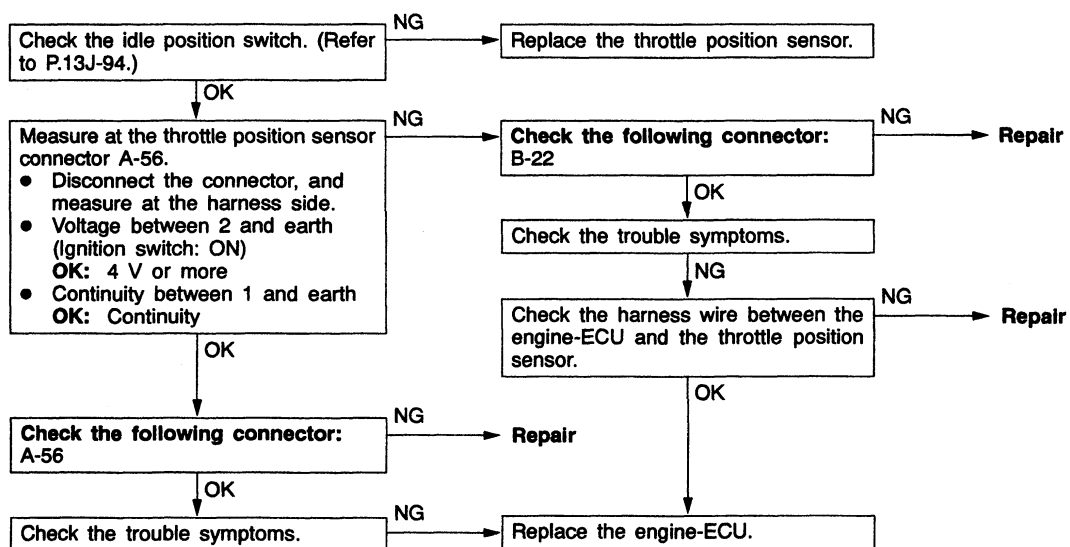 Check the idle position switch. (Refer
to P.13J-94.)
NG
Replace the throttle position sensor.
OK
Measure at the throttle position sensor
connector A-56.
● Disconnect the connector, and
measure at the harness side.
● Voltage between 2 and earth
(Ignition switch: ON)
OK: 4 V or more
● Continuity between 1 and earth
OK: Continuity
NG
Check the following connector:
B-22
NG
Repair
OK
Check the trouble symptoms.
NG
Check the harness wire between the
engine-ECU and the throttle position
sensor.
NG
Repair
OK
OK
Check the following connector:
A-56
NG
Repair
OK
Check the trouble symptoms.
NG
Replace the engine-ECU.